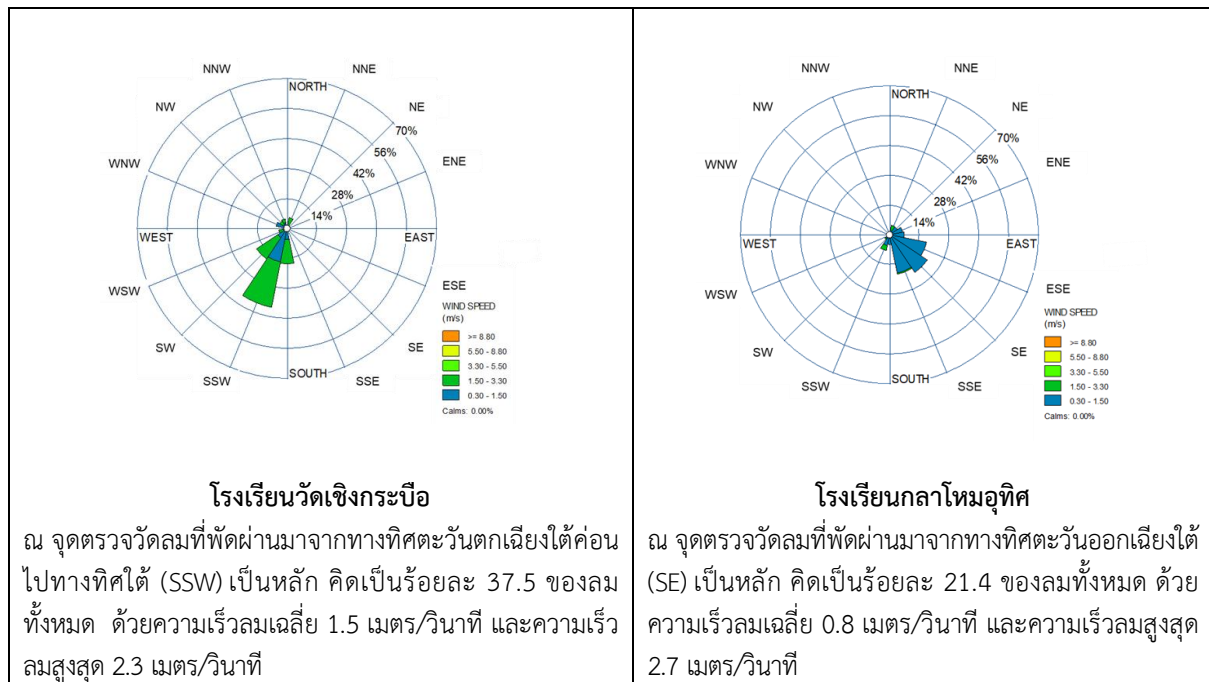 NNW
NNE
NORTH
NW
NE
70%
56%
WNW
ENE
42%
28%
14%
WEST
EAST
WSW
ESE
SW
SE
SSW
SOUTH
SSE
WIND SPEED
(m/s)
>= 8.80
5.50 - 8.80
3.30 - 5.50
1.50 - 3.30
0.30 - 1.50
Calms: 0.00%
โรงเรียนวัดเชิงกระบือ
ณ จุดตรวจวัดลมที่พัดผ่านมาจากทางทิศตะวันตกเฉียงใต้ค่อน
ไปทางทิศใต้ (SSW) เป็นหลัก คิดเป็นร้อยละ 37.5 ของลม
ทั้งหมด ด้วยความเร็วลมเฉลี่ย 1.5 เมตร/วินาที และความเร็ว
ลมสูงสุด 2.3 เมตร/วินาที
NNW
NNE
NORTH
NW
NE
70%
56%
WNW
ENE
42%
28%
14%
WEST
EAST
WSW
ESE
SW
SE
SSW
SOUTH
SSE
WIND SPEED
(m/s)
>= 8.80
5.50 - 8.80
3.30 - 5.50
1.50 - 3.30
0.30 - 1.50
Calms: 0.00%
โรงเรียนกลาโหมอุทิศ
ณ จุดตรวจวัดลมที่พัดผ่านมาจากทางทิศตะวันออกเฉียงใต้
(SE) เป็นหลัก คิดเป็นร้อยละ 21.4 ของลมทั้งหมด ด้วย
ความเร็วลมเฉลี่ย 0.8 เมตร/วินาที และความเร็วลมสูงสุด
2.7 เมตร/วินาที